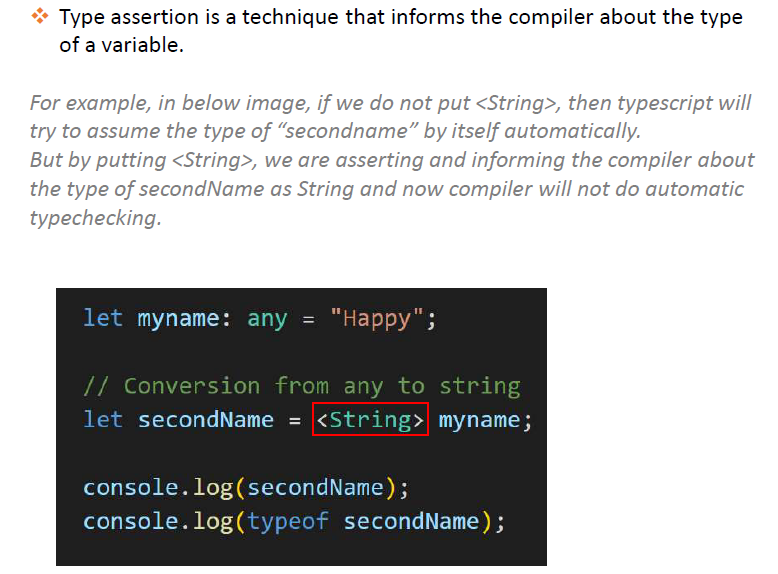 Type assertion is a technique that informs the compiler about the type
of a variable.
For example, in below image, if we do not put <String>, then typescript will
try to assume the type of “secondname” by itself automatically.
But by putting <String>, we are asserting and informing the compiler about
the type of secondName as String and now compiler will not do automatic
typechecking.
let myname: any = "Happy";
// Conversion from any to string
let secondName = <String> myname;
console.log(secondName);
console.log(typeof secondName);